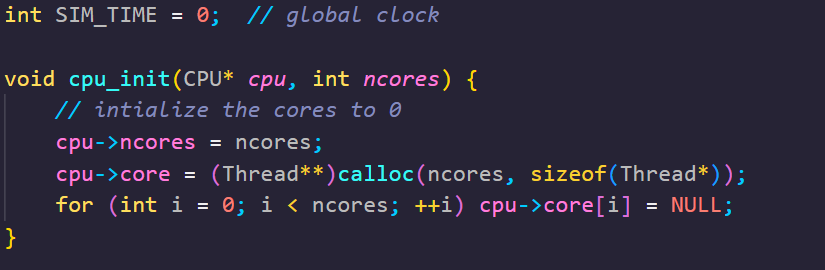 int SIM_TIME = 0;  // global clock

void cpu_init(CPU* cpu, int ncores) {
    // intialize the cores to 0
    cpu->ncores = ncores;
    cpu->core = (Thread**)calloc(ncores, sizeof(Thread*));
    for (int i = 0; i < ncores; ++i) cpu->core[i] = NULL;
}